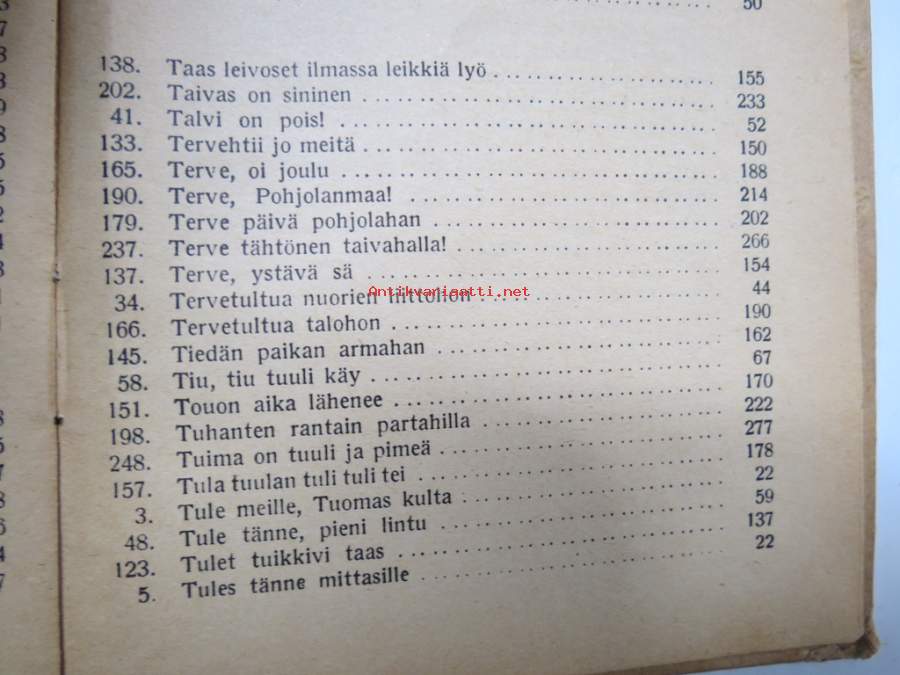 50
138. Taas leivoset ilmassa leikkiä lyö 155
202. Taivas on sininen 233
41. Talvi on pois! 52
133. Tervehtii jo meitä 150
165. Terve, oi joulu 188
190. Terve, Pohjolanmaa! 214
179. Terve päivä pohjolahan 202
237. Terve tähtönen taivahalla! 266
137. Terve, ystävä sä 154
Antikvariaatti.net
34. Tervetultua nuorien liittohon 44
166. Tervetultua talohon 190
145. Tiedän paikan armahan 162
58. Tiu, tiu tuuli käy 67
151. Touon aika lähenee 170
198. Tuhanten rantain partahilla 222
248. Tuima on tuuli ja pimeä 277
157. Tula tuulan tuli tuli tei 178
3. Tule meille, Tuomas kulta 22
48. Tule tänne, pieni lintu 59
123. Tulet tuikkivi taas 137
5. Tules tänne mittasille 22